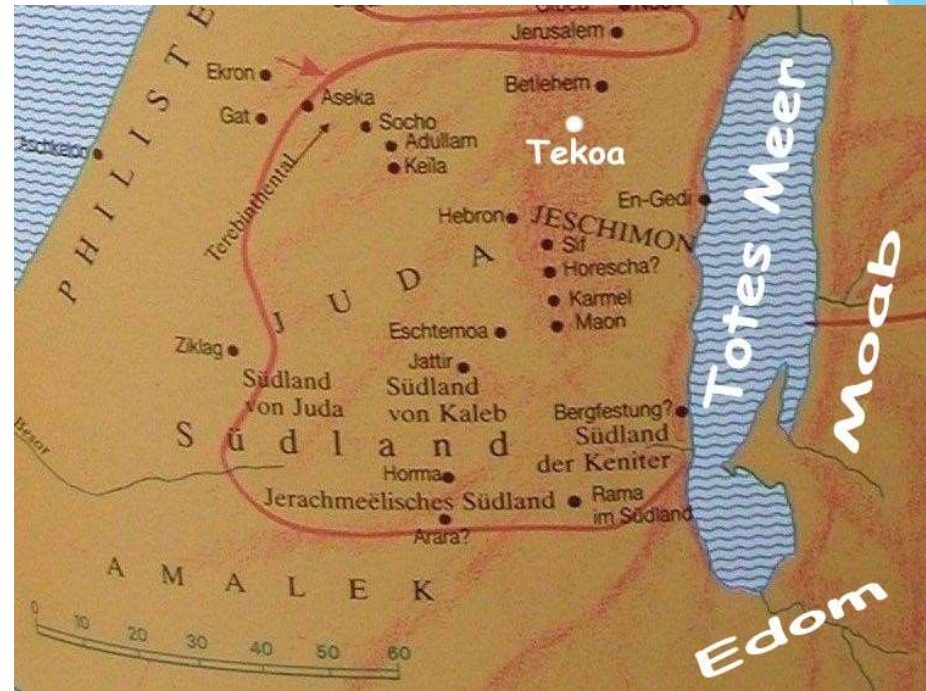 N
Jerusalem
PHILISTE
Ekron
Betlehem
Aseka
Gat
Socho
Adullam
Keïla
Tekoa
Aschkelon
Terebinthental
En-Gedi
Totes Meer
Hebron
JESCHIMON
Sif
Horescha?
JUDA
Karmel
Maon
Moab
Eschtemoa
Ziklag
Jattir
Südland
von Juda
Südland
von Kaleb
Bergfestung?
Südland
Südland
der Keniter
Besor
Horma
Jerachmeëlisches Südland
Rama
im Südland
Arara?
AMALEK
Edom
0 10 20 30 40 50 60